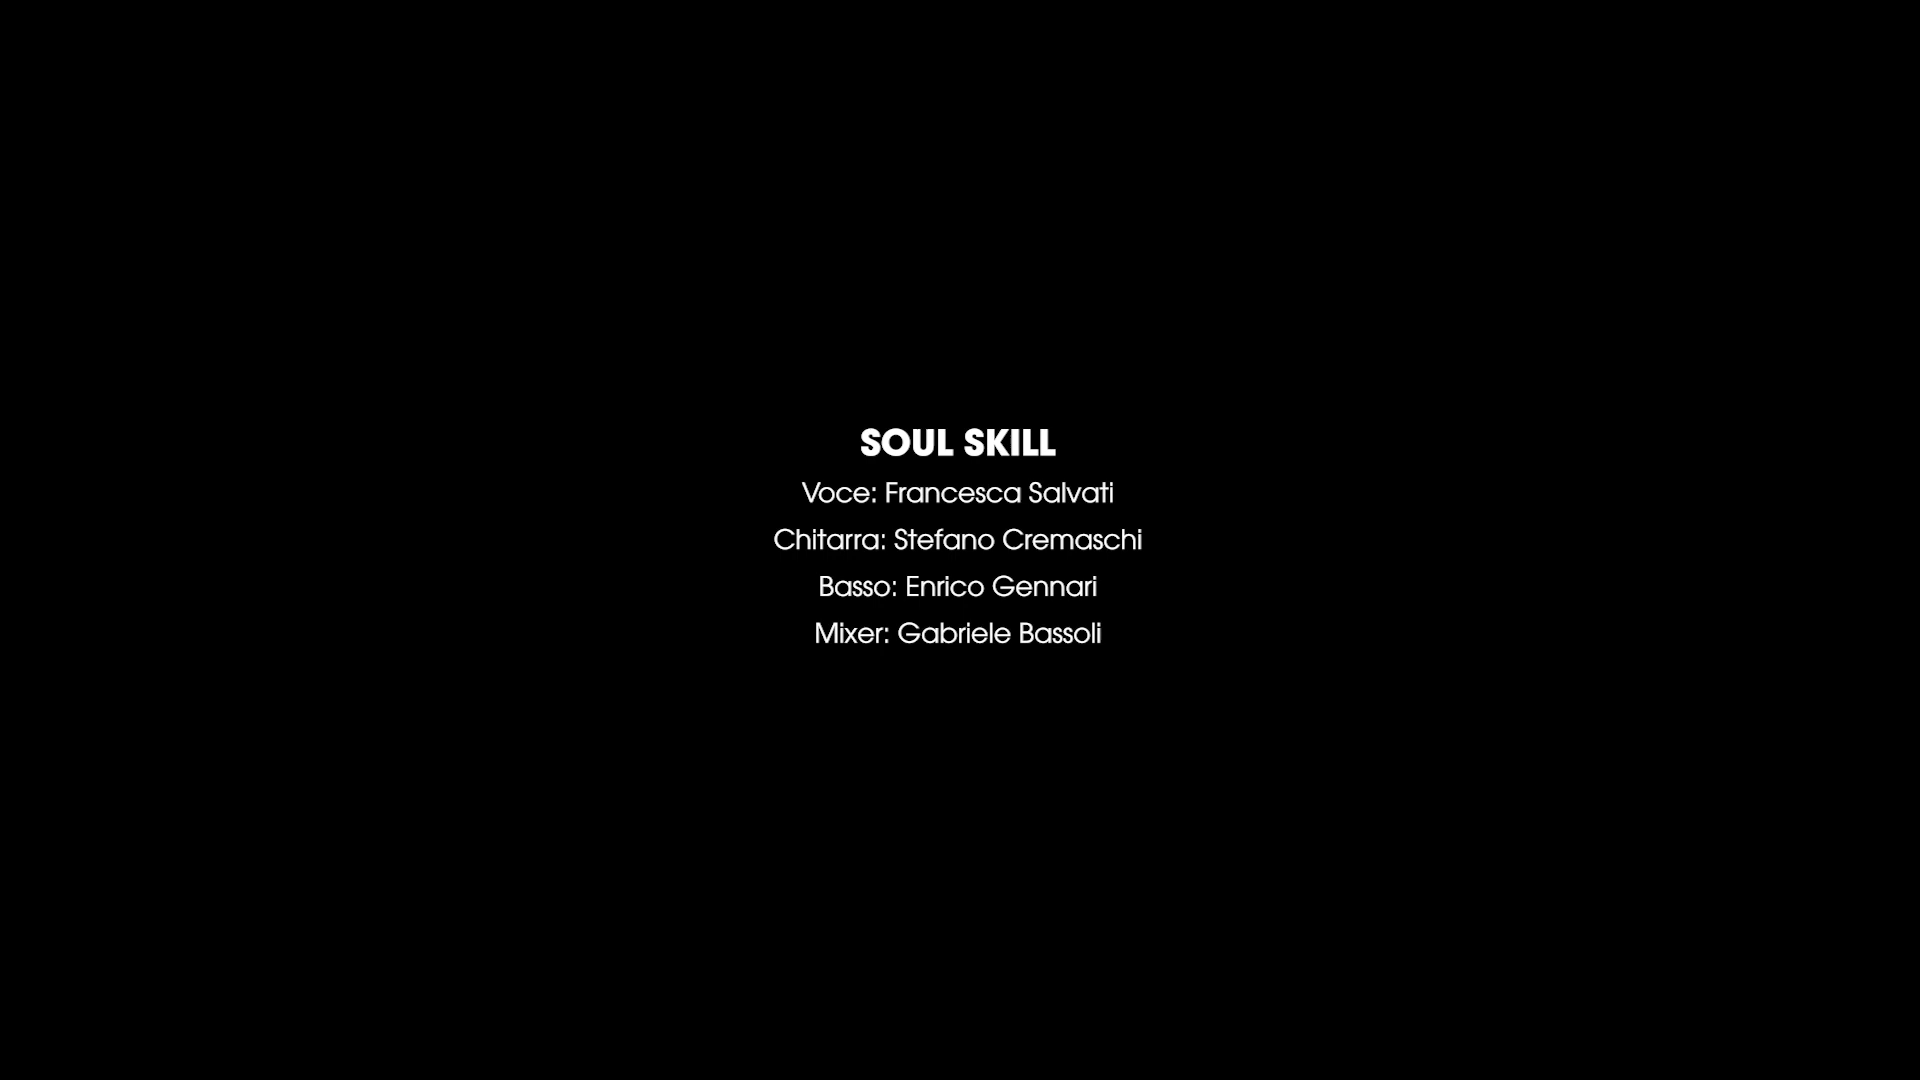 SOUL SKILL
Voce: Francesca Salvati
Chitarra: Stefano Cremaschi
Basso: Enrico Gennari
Mixer: Gabriele Bassoli